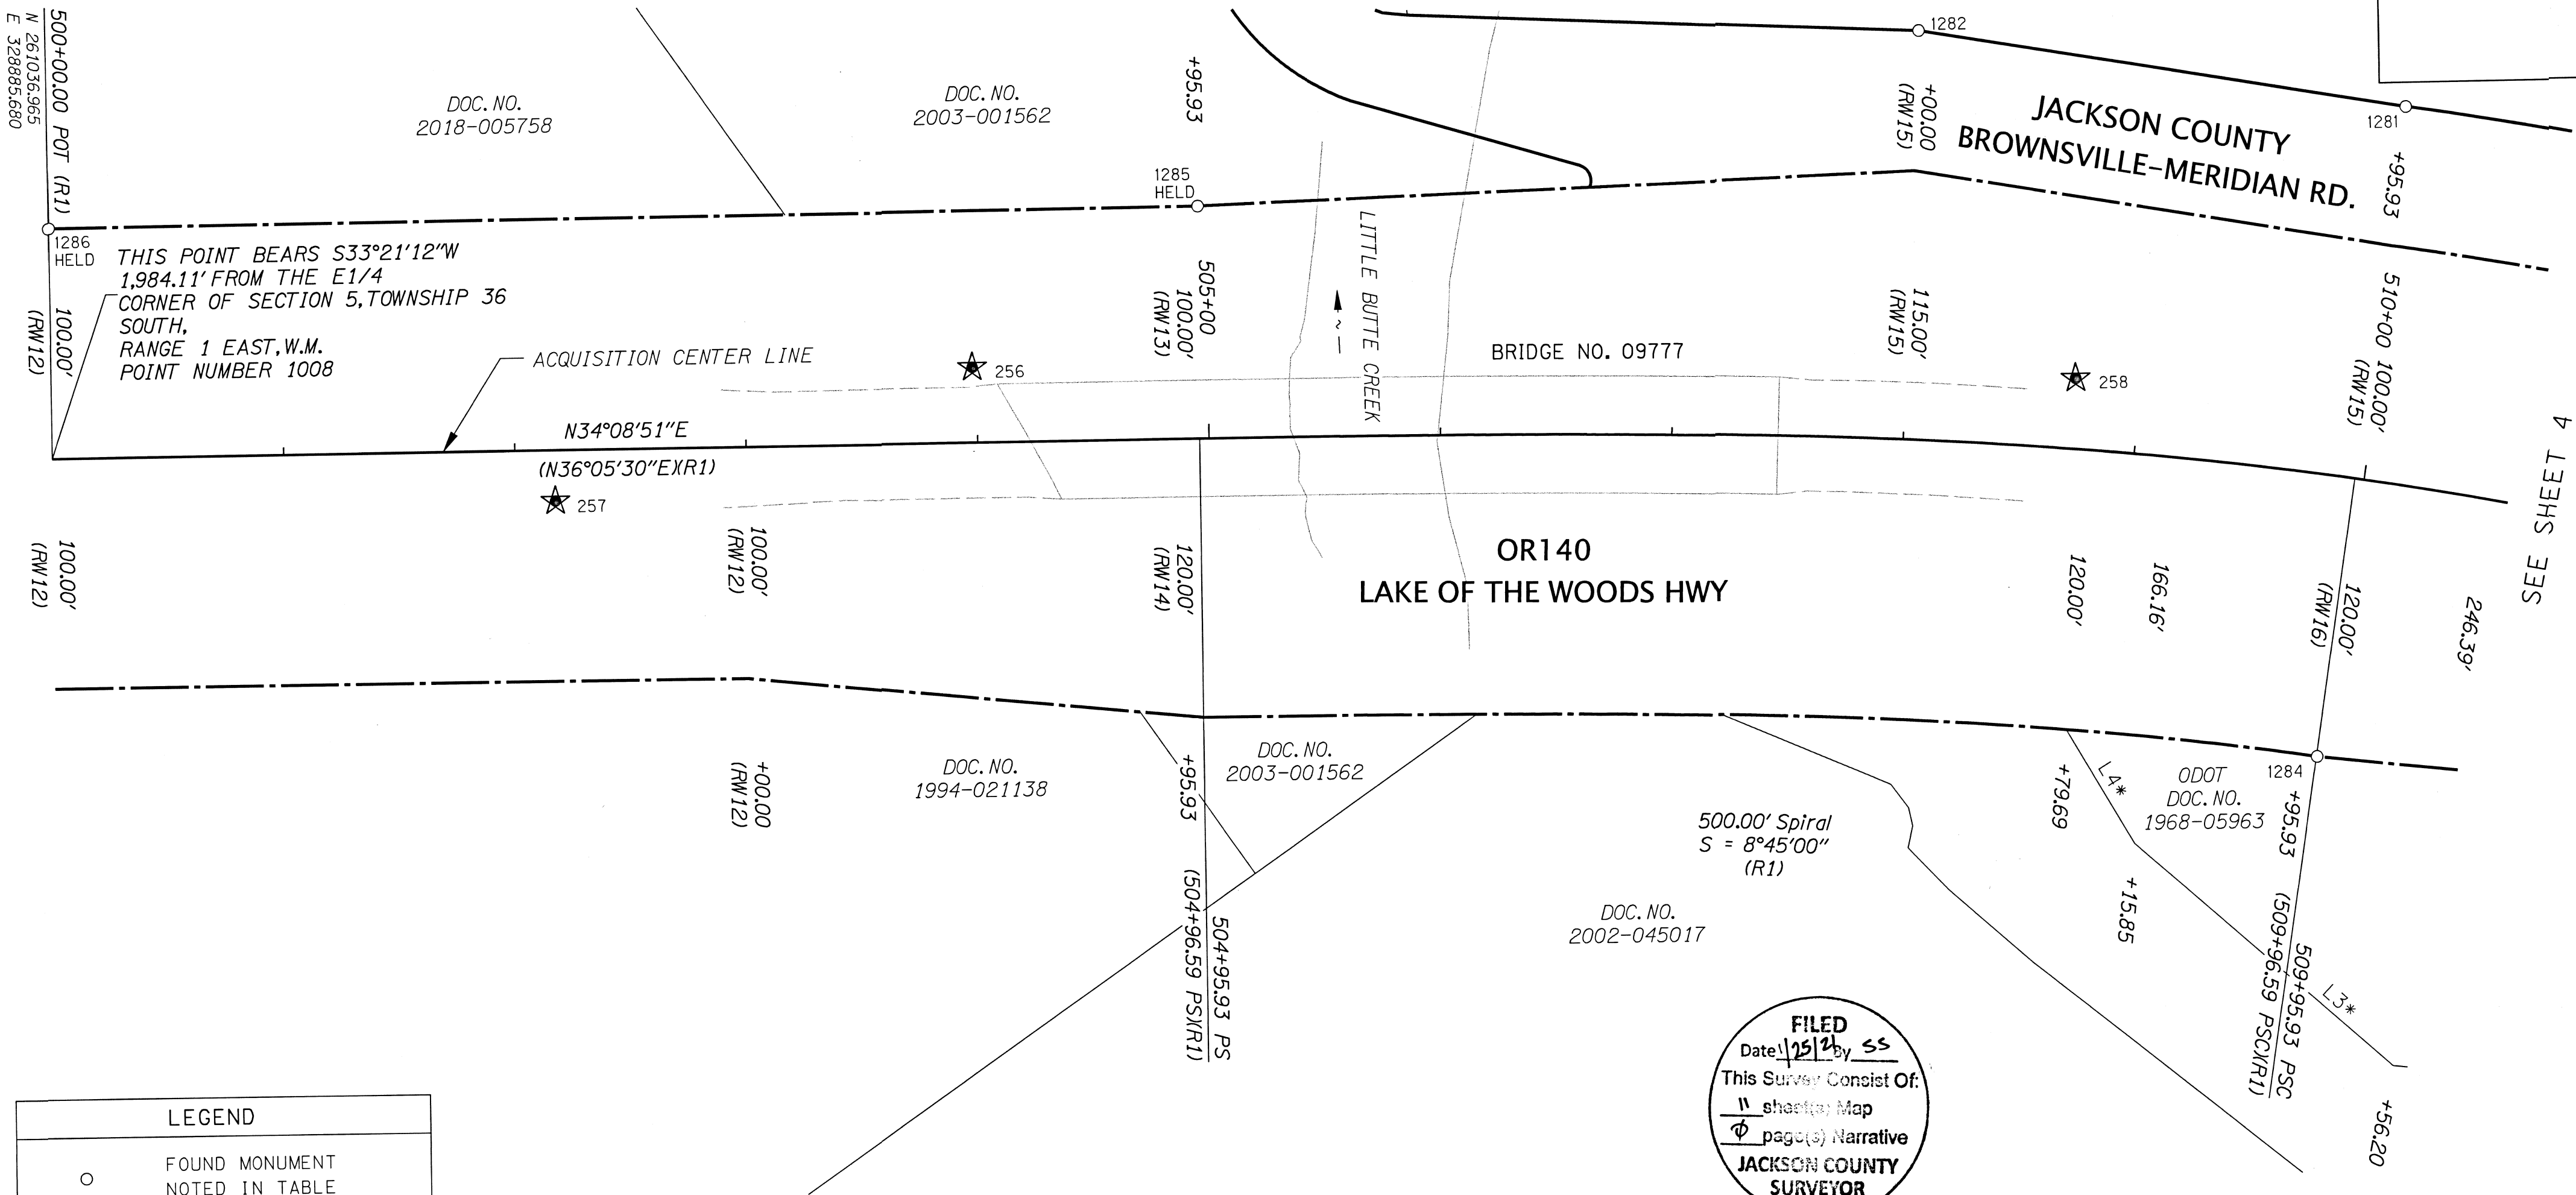 500+00.00 POT (R1)
N 261036.965
E 328885.680
DOC. NO.
2018-005758
DOC. NO.
2003-001562
+95.93
1282
+00.00
(RW15)
JACKSON COUNTY
BROWNSVILLE-MERIDIAN RD.
1281
+95.93
1286
HELD
THIS POINT BEARS S33°21'12"W
1,984.11' FROM THE E1/4
CORNER OF SECTION 5, TOWNSHIP 36
SOUTH,
RANGE 1 EAST, W.M.
POINT NUMBER 1008
100.00'
(RW12)
ACQUISITION CENTER LINE
1285
HELD
505+00
100.00'
(RW13)
LITTLE BUTTE CREEK
~
BRIDGE NO. 09777
115.00'
(RW15)
510+00 100.00'
(RW15)
256
258
N34°08'51"E
(N36°05'30"E)(R1)
257
SEE SHEET 4
100.00'
(RW12)
100.00'
(RW12)
120.00'
(RW14)
OR140
LAKE OF THE WOODS HWY
120.00'
166.16'
120.00'
(RW16)
246.39'
+00.00
(RW12)
DOC. NO.
1994-021138
+95.93
DOC. NO.
2003-001562
500.00' Spiral
S = 8°45'00"
(R1)
+79.69
L4*
ODOT
DOC. NO.
1968-05963
1284
+95.93
504+95.93 PS
(504+96.59 PS)(R1)
DOC. NO.
2002-045017
+15.85
509+95.93 PSC
(509+96.59 PSC)(R1)
L3*
+56.20
LEGEND
FOUND MONUMENT
NOTED IN TABLE
FILED
Date 1/25/21 By SS
This Survey Consist Of:
11 sheet(s) Map
Φ page(s) Narrative
JACKSON COUNTY
SURVEYOR